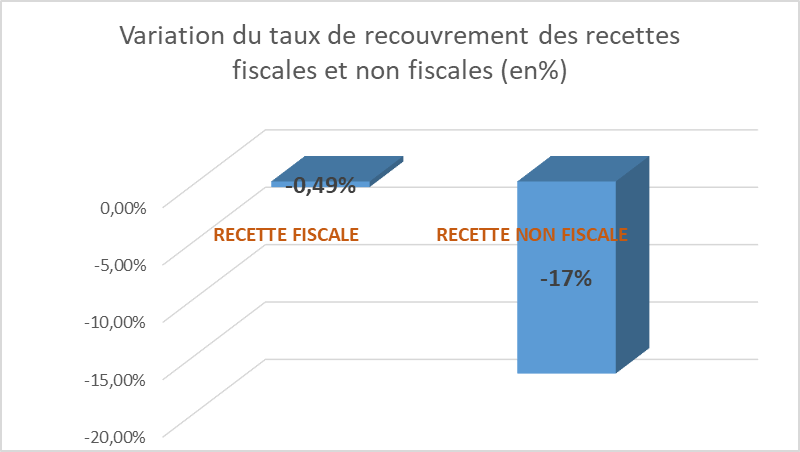 Variation du taux de recouvrement des recettes
fiscales et non fiscales (en%)
-0,49%
0,00%
RECETTE FISCALE
RECETTE NON FISCALE
-5,00%
-17%
-10,00%
-15,00%
-20,00%